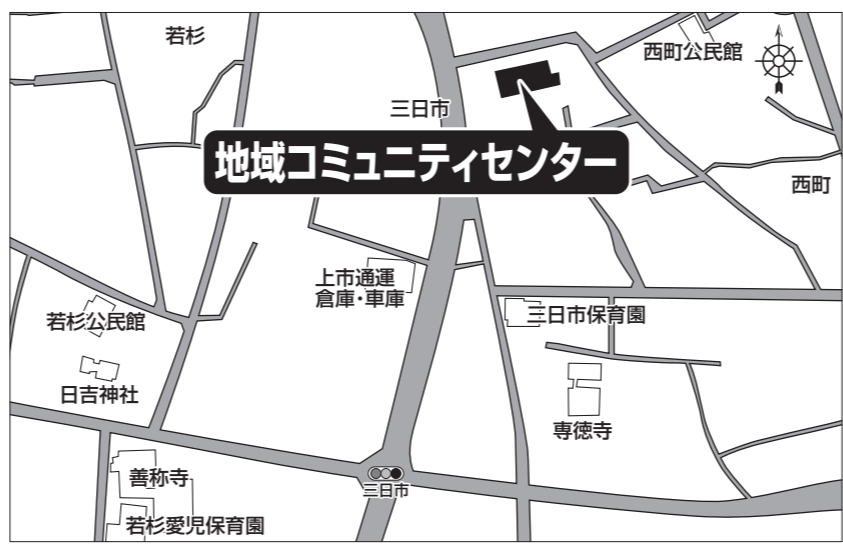 若杉
西町公民館
三日市
地域コミュニティセンター
西町
上市通運
倉庫・車庫
若杉公民館
三日市保育園
日吉神社
専徳寺
善称寺
三日市
若杉愛児保育園